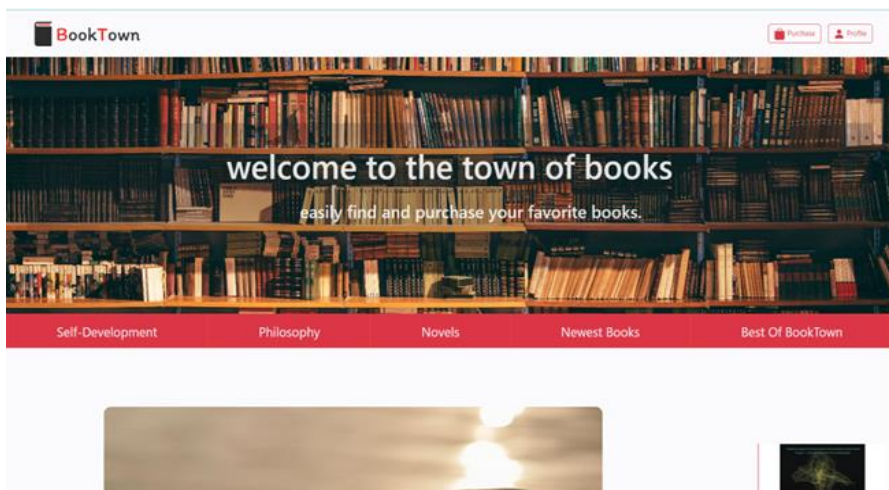 BookTown
Purchase
Profile
welcome to the town of books
easily find and purchase your favorite books.
Self-Development
Philosophy
Novels
Newest Books
Best Of BookTown